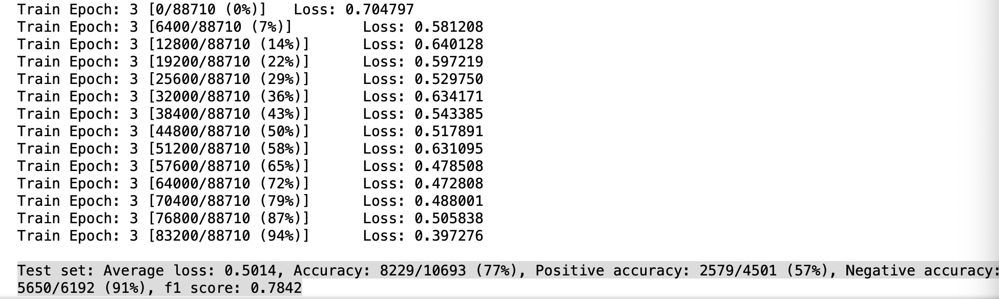 Train Epoch: 3 [0/88710 (0%)]   Loss: 0.704797
Train Epoch: 3 [6400/88710 (7%)]        Loss: 0.581208
Train Epoch: 3 [12800/88710 (14%)]      Loss: 0.640128
Train Epoch: 3 [19200/88710 (22%)]      Loss: 0.597219
Train Epoch: 3 [25600/88710 (29%)]      Loss: 0.529750
Train Epoch: 3 [32000/88710 (36%)]      Loss: 0.634171
Train Epoch: 3 [38400/88710 (43%)]      Loss: 0.543385
Train Epoch: 3 [44800/88710 (50%)]      Loss: 0.517891
Train Epoch: 3 [51200/88710 (58%)]      Loss: 0.631095
Train Epoch: 3 [57600/88710 (65%)]      Loss: 0.478508
Train Epoch: 3 [64000/88710 (72%)]      Loss: 0.472808
Train Epoch: 3 [70400/88710 (79%)]      Loss: 0.488001
Train Epoch: 3 [76800/88710 (87%)]      Loss: 0.505838
Train Epoch: 3 [83200/88710 (94%)]      Loss: 0.397276
Test set: Average loss: 0.5014, Accuracy: 8229/10693 (77%), Positive accuracy: 2579/4501 (57%), Negative accuracy:
5650/6192 (91%), f1 score: 0.7842